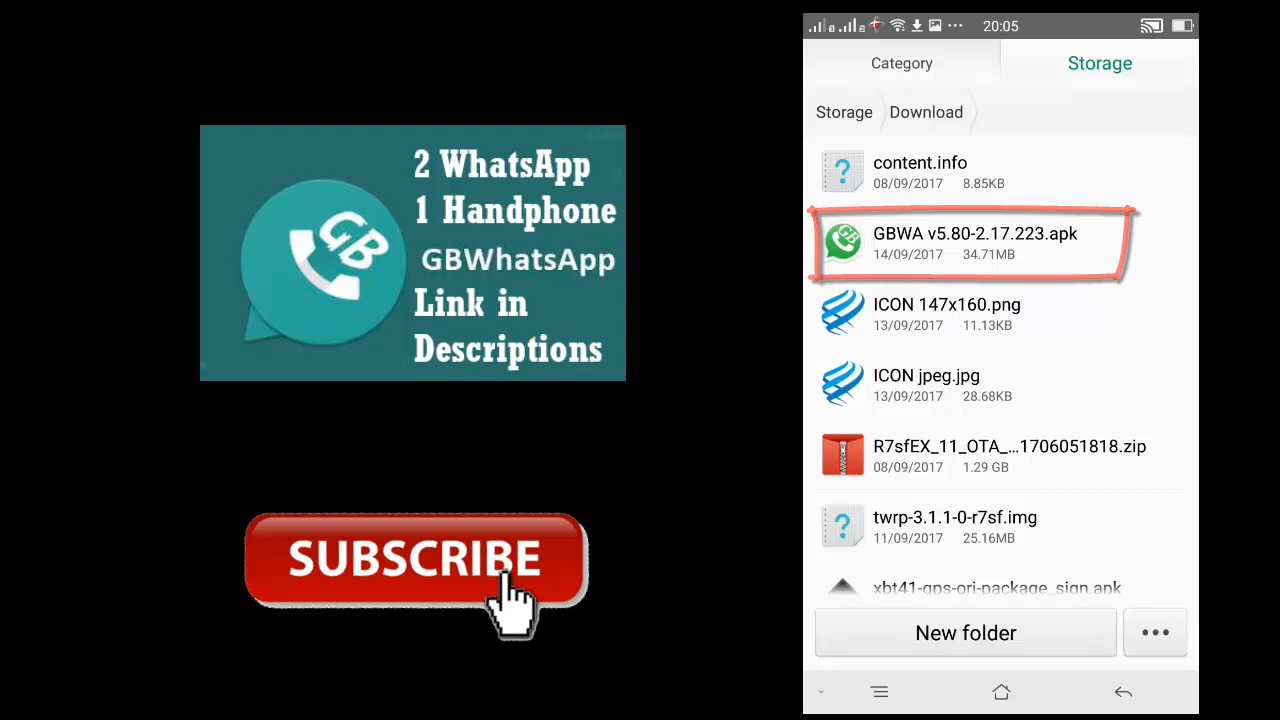 2 WhatsApp
1 Handphone
GBWhatsApp
Link in
Descriptions
GB
SUBSCRIBE
20:05
Category
Storage
Storage
Download
content.info
08/09/2017 8.85KB
GBWA v5.80-2.17.223.apk
14/09/2017 34.71MB
ICON 147x160.png
13/09/2017 11.13KB
ICON jpeg.jpg
13/09/2017 28.68KB
R7sfEX_11_OTA_...1706051818.zip
08/09/2017 1.29 GB
twrp-3.1.1-0-r7sf.img
11/09/2017 25.16MB
xbt41-gps-ori-package_sign.apk
New folder